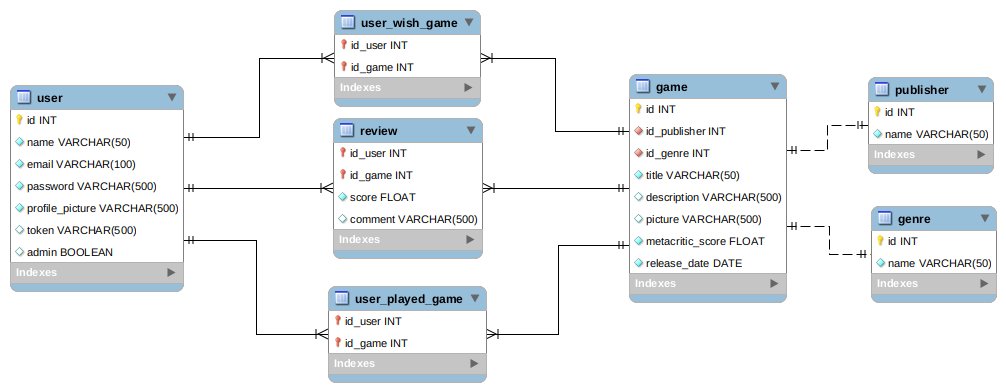 user_wish_game
id_user INT
id_game INT
Indexes
user
id INT
name VARCHAR(50)
email VARCHAR(100)
password VARCHAR(500)
profile_picture VARCHAR(500)
token VARCHAR(500)
admin BOOLEAN
Indexes
review
id_user INT
id_game INT
score FLOAT
comment VARCHAR(500)
Indexes
user_played_game
id_user INT
id_game INT
Indexes
game
id INT
id_publisher INT
id_genre INT
title VARCHAR(50)
description VARCHAR(500)
picture VARCHAR(500)
metacritic_score FLOAT
release_date DATE
Indexes
publisher
id INT
name VARCHAR(50)
Indexes
genre
id INT
name VARCHAR(50)
Indexes